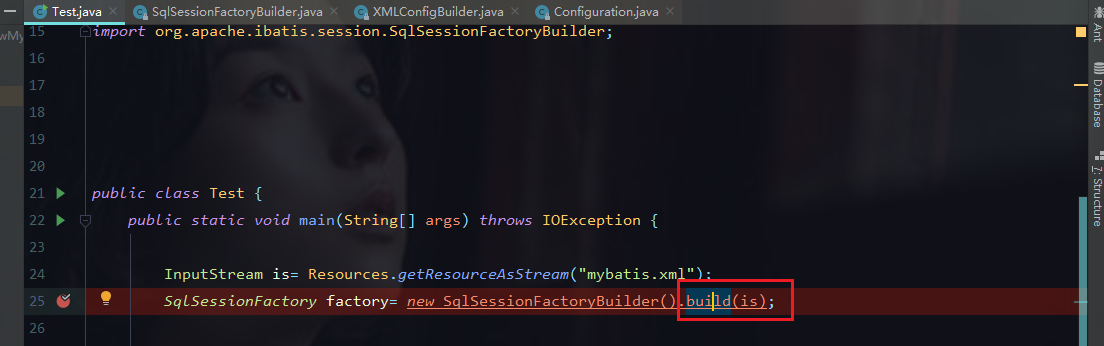 Test.java SqlSessionFactoryBuilder.java XMLConfigBuilder.java Configuration.java
wMy
15 import org.apache.ibatis.session.SqlSessionFactoryBuilder;
16
17
18
19
20
21 public class Test {
22 public static void main(String[] args) throws IOException {
23
24 InputStream is= Resources.getResourceAsStream("mybatis.xml");
25 SqlSessionFactory factory= new SqlSessionFactoryBuilder().build(is);
26
Ant
Database
7: Structure